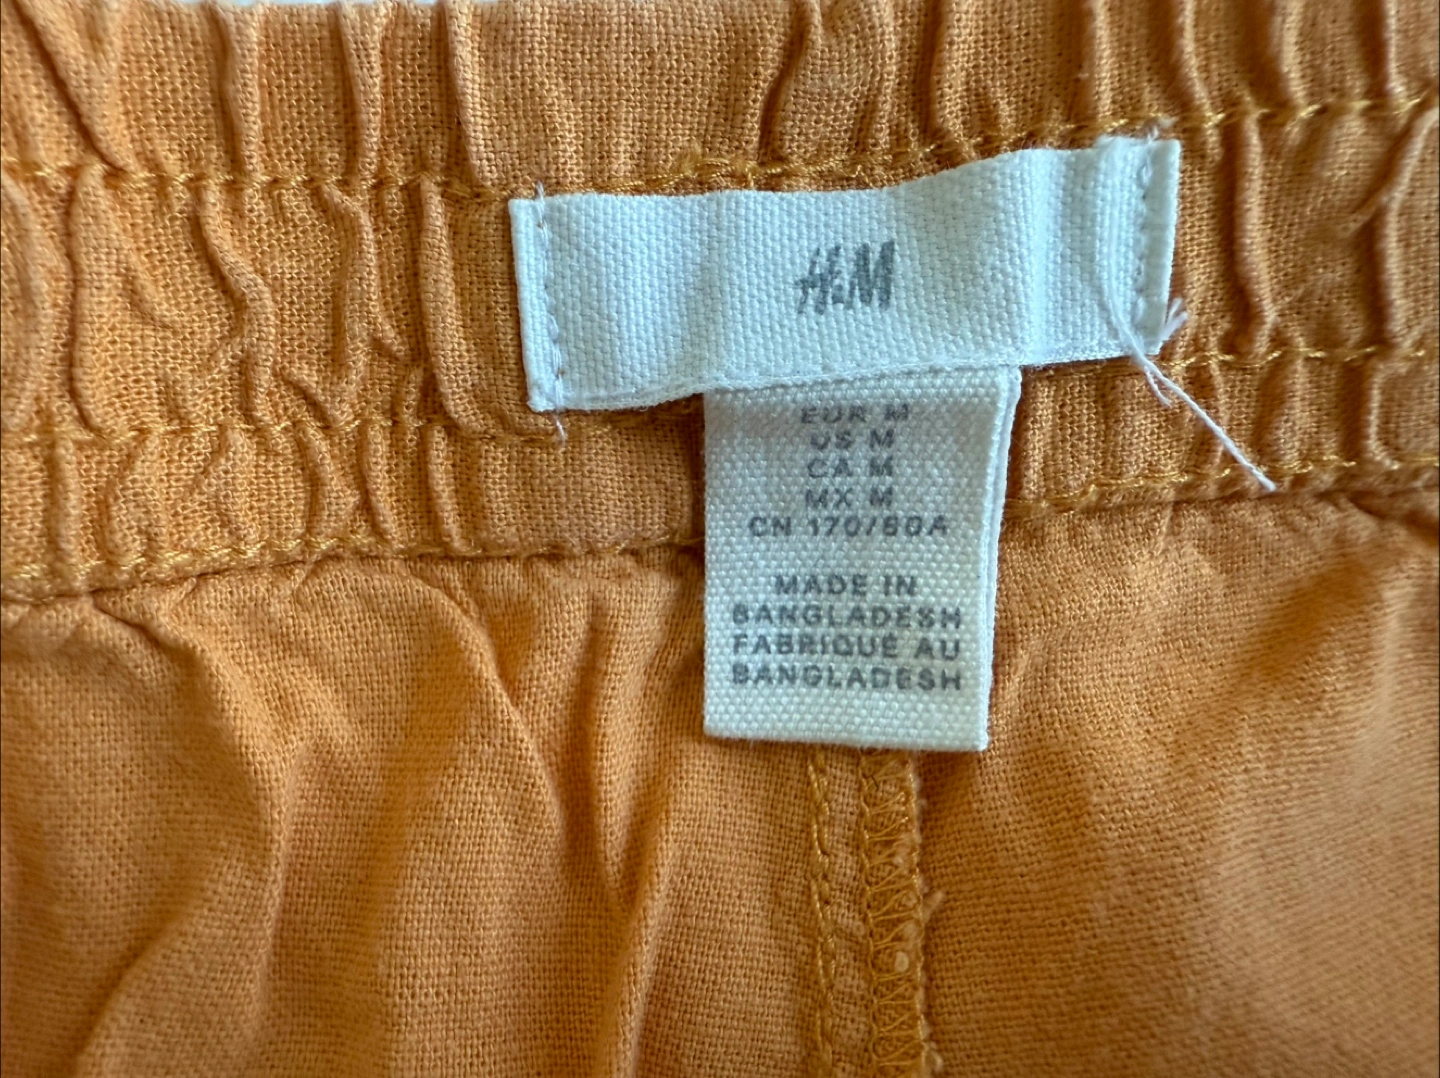 H&M
EUR M
US M
CA M
MX M
CN 170/80A
MADE IN
BANGLADESH
FABRIQUÉ AU
BANGLADESH